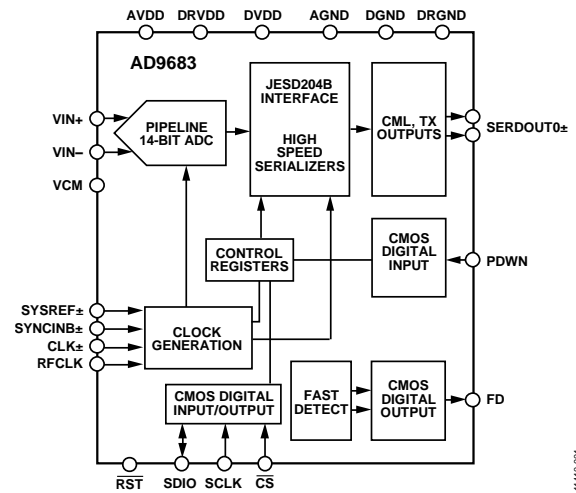 AVDD DRVDD DVDD AGND DGND DRGND
AD9683
VIN+
VIN–
VCM
PIPELINE
14-BIT ADC
JESD204B
INTERFACE
HIGH
SPEED
SERIALIZERS
CML, TX
OUTPUTS
SERDOUT0±
CONTROL
REGISTERS
CMOS
DIGITAL
INPUT
PDWN
SYSREF±
SYNCINB±
CLK±
RFCLK
CLOCK
GENERATION
CMOS DIGITAL
INPUT/OUTPUT
FAST
DETECT
CMOS
DIGITAL
OUTPUT
FD
RST SDIO SCLK CS